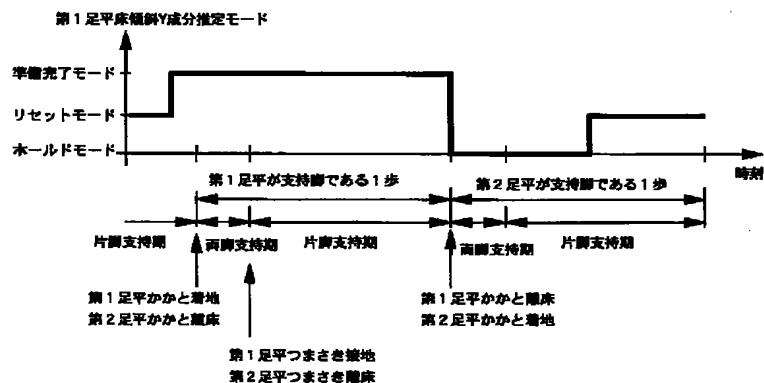 第１足平床傾斜Y成分推定モード
準備完了モード
リセットモード
ホールドモード
時刻
第１足平が支持脚である１歩
第２足平が支持脚である１歩
片脚支持期
両脚支持期
片脚支持期
両脚支持期
片脚支持期
第１足平かかと着地
第２足平かかと離床
第１足平かかと離床
第２足平かかと着地
第１足平つまさき接地
第２足平つまさき離床